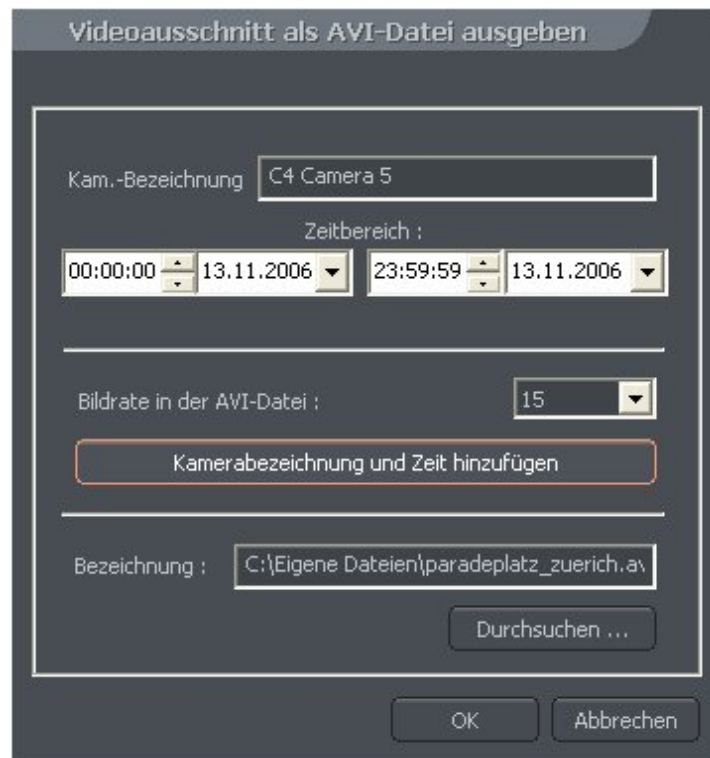 Videoausschnitt als AVI-Datei ausgeben
Kam.-Bezeichnung C4 Camera 5
Zeitbereich :
00:00:00 13.11.2006 23:59:59 13.11.2006
Bildrate in der AVI-Datei : 15
Kamerabezeichnung und Zeit hinzufügen
Bezeichnung : C:\Eigene Dateien\paradeplatz_zuerich.av
Durchsuchen ...
OK Abbrechen